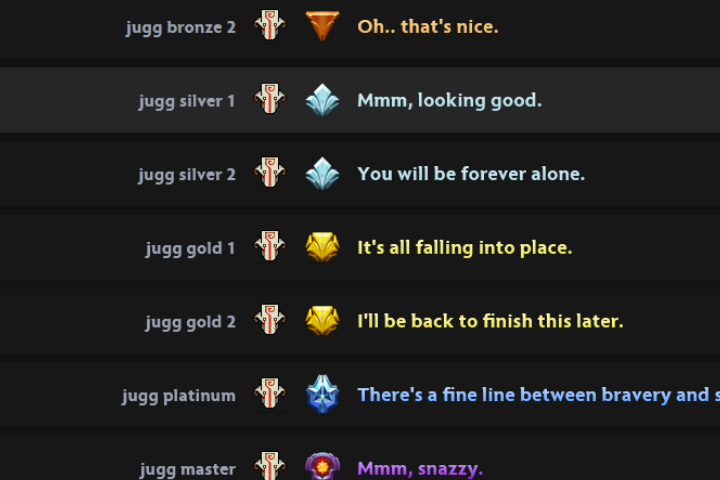 jugg bronze 2 Oh.. that's nice.
jugg silver 1 Mmm, looking good.
jugg silver 2 You will be forever alone.
jugg gold 1 It's all falling into place.
jugg gold 2 I'll be back to finish this later.
jugg platinum There's a fine line between bravery and
jugg master Mmm, snazzy.